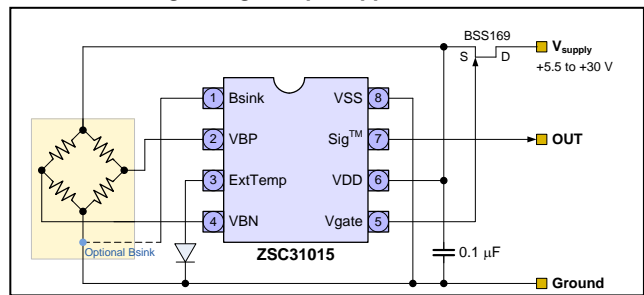 BSS169
S D
V_supply
+5.5 to +30 V
1 Bsink VSS 8
2 VBP Sig™ 7 OUT
3 ExtTemp VDD 6
4 VBN Vgate 5
Optional Bsink
ZSC31015
0.1 µF
Ground